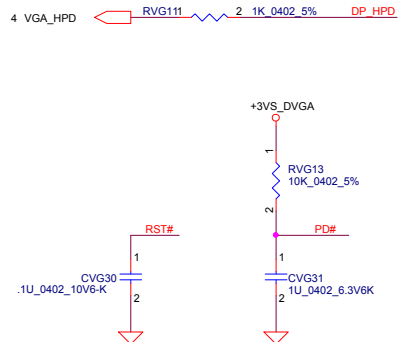 4 VGA_HPD RVG111 2 1K_0402_5% DP_HPD
+3VS_DVGA
1
RVG13
10K_0402_5%
2
RST# PD#
1 1
CVG30 CVG31
.1U_0402_10V6-K 1U_0402_6.3V6K
2 2